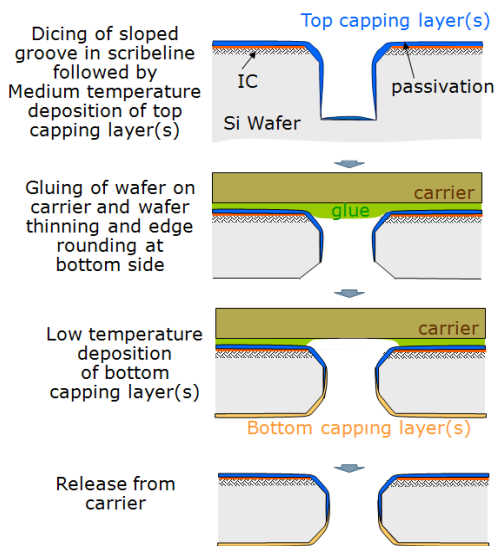 Top capping layer(s)
Dicing of sloped
groove in scribeline
followed by
Medium temperature
deposition of top
capping layer(s)
IC
passivation
Si Wafer
Gluing of wafer on
carrier and wafer
thinning and edge
rounding at
bottom side
carrier
glue
Low temperature
deposition
of bottom
capping layer(s)
carrier
Bottom capping layer(s)
Release from
carrier